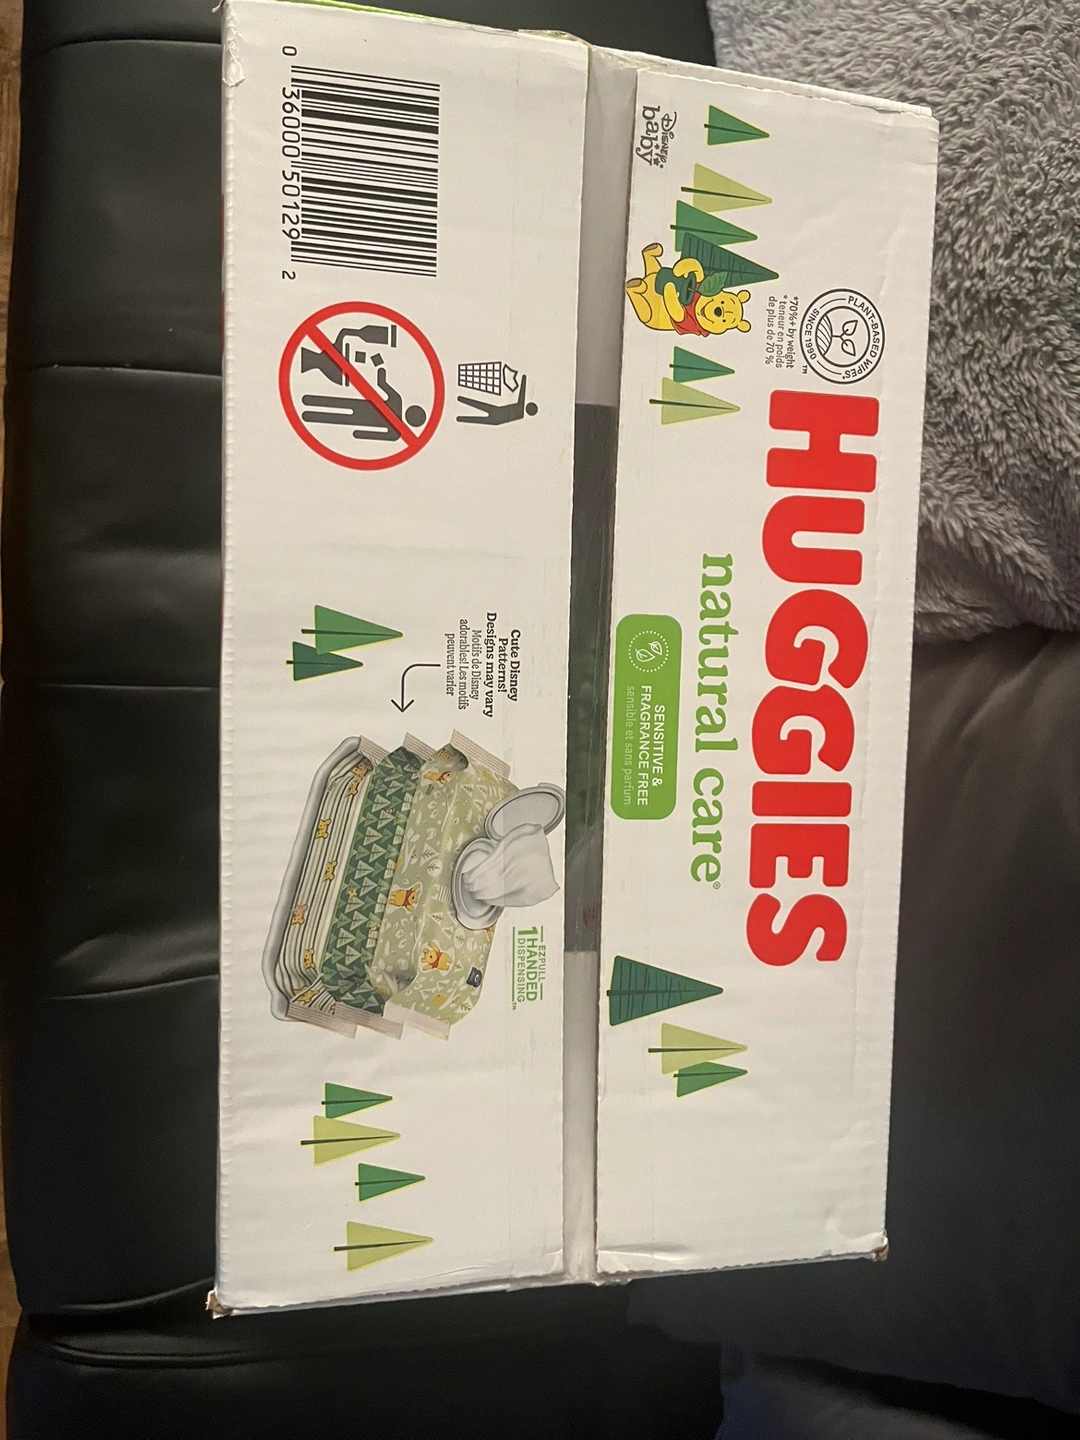 Disney
baby
PLANT-BASED WIPES*
SINCE 1990
TM
*70%+ by weight
*teneur en poids
de plus de 70 %
HUGGIES
natural care®
SENSITIVE &
FRAGRANCE FREE
sensible et sans parfum
0 36000 50129 2
Cute Disney
Patterns!
Designs may vary
Motifs de Disney
adorables! Les motifs
peuvent varier
EZPULL
1 HANDED
DISPENSING™